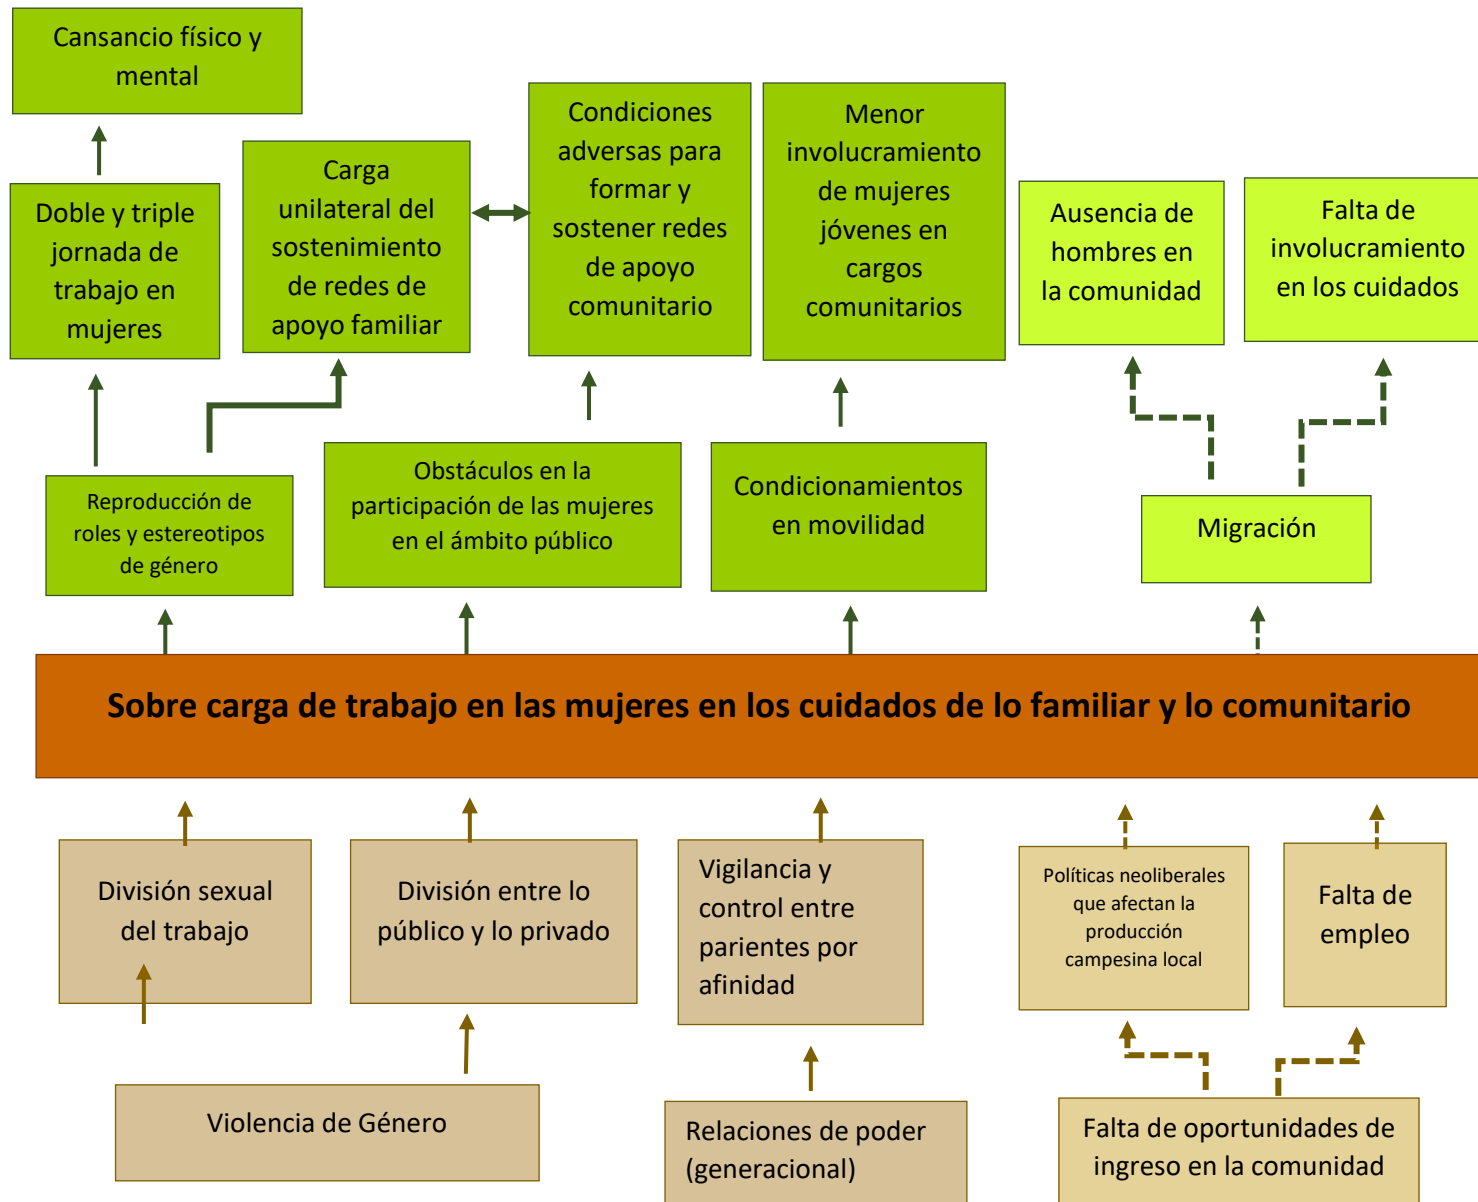 Cansancio físico y
mental
Condiciones
adversas para
formar y
sostener redes
de apoyo
comunitario
Menor
involucramiento
de mujeres
jóvenes en
cargos
comunitarios
Carga
unilateral del
sostenimiento
de redes de
apoyo familiar
Doble y triple
jornada de
trabajo en
mujeres
Ausencia de
hombres en
la comunidad
Falta de
involucramiento
en los cuidados
Reproducción de
roles y estereotipos
de género
Obstáculos en la
participación de las mujeres
en el ámbito público
Condicionamientos
en movilidad
Migración
Sobre carga de trabajo en las mujeres en los cuidados de lo familiar y lo comunitario
División sexual
del trabajo
División entre lo
público y lo privado
Vigilancia y
control entre
parientes por
afinidad
Políticas neoliberales
que afectan la
producción
campesina local
Falta de
empleo
Violencia de Género
Relaciones de poder
(generacional)
Falta de oportunidades de
ingreso en la comunidad